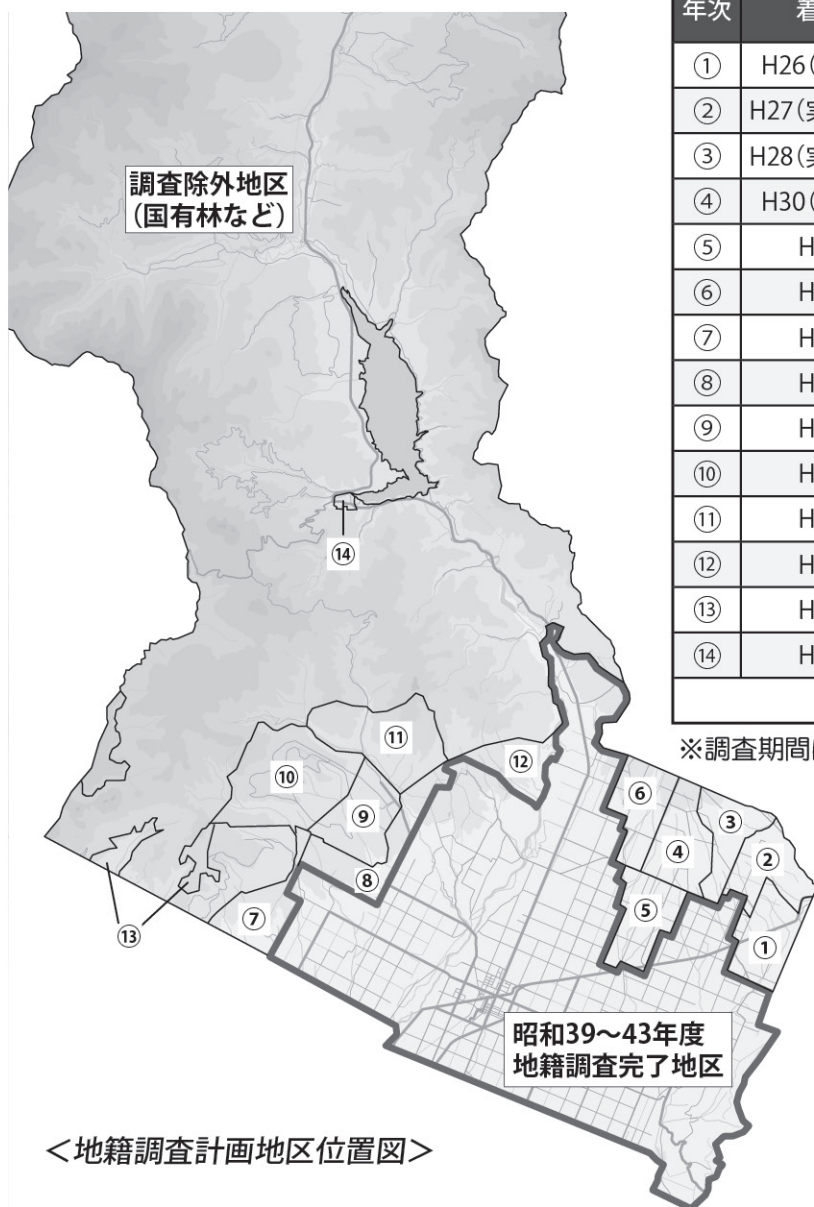 年次 着
① H26(
② H27(実
③ H28(実
④ H30(
⑤ H
⑥ H
⑦ H
⑧ H
⑨ H
⑩ H
⑪ H
⑫ H
⑬ H
⑭ H
※調査期間
調査除外地区
(国有林など)
⑭
⑪
⑫
⑩
⑨
⑥
③
④
②
⑧
⑤
⑦
①
⑬
昭和39～43年度
地籍調査完了地区
＜地籍調査計画地区位置図＞